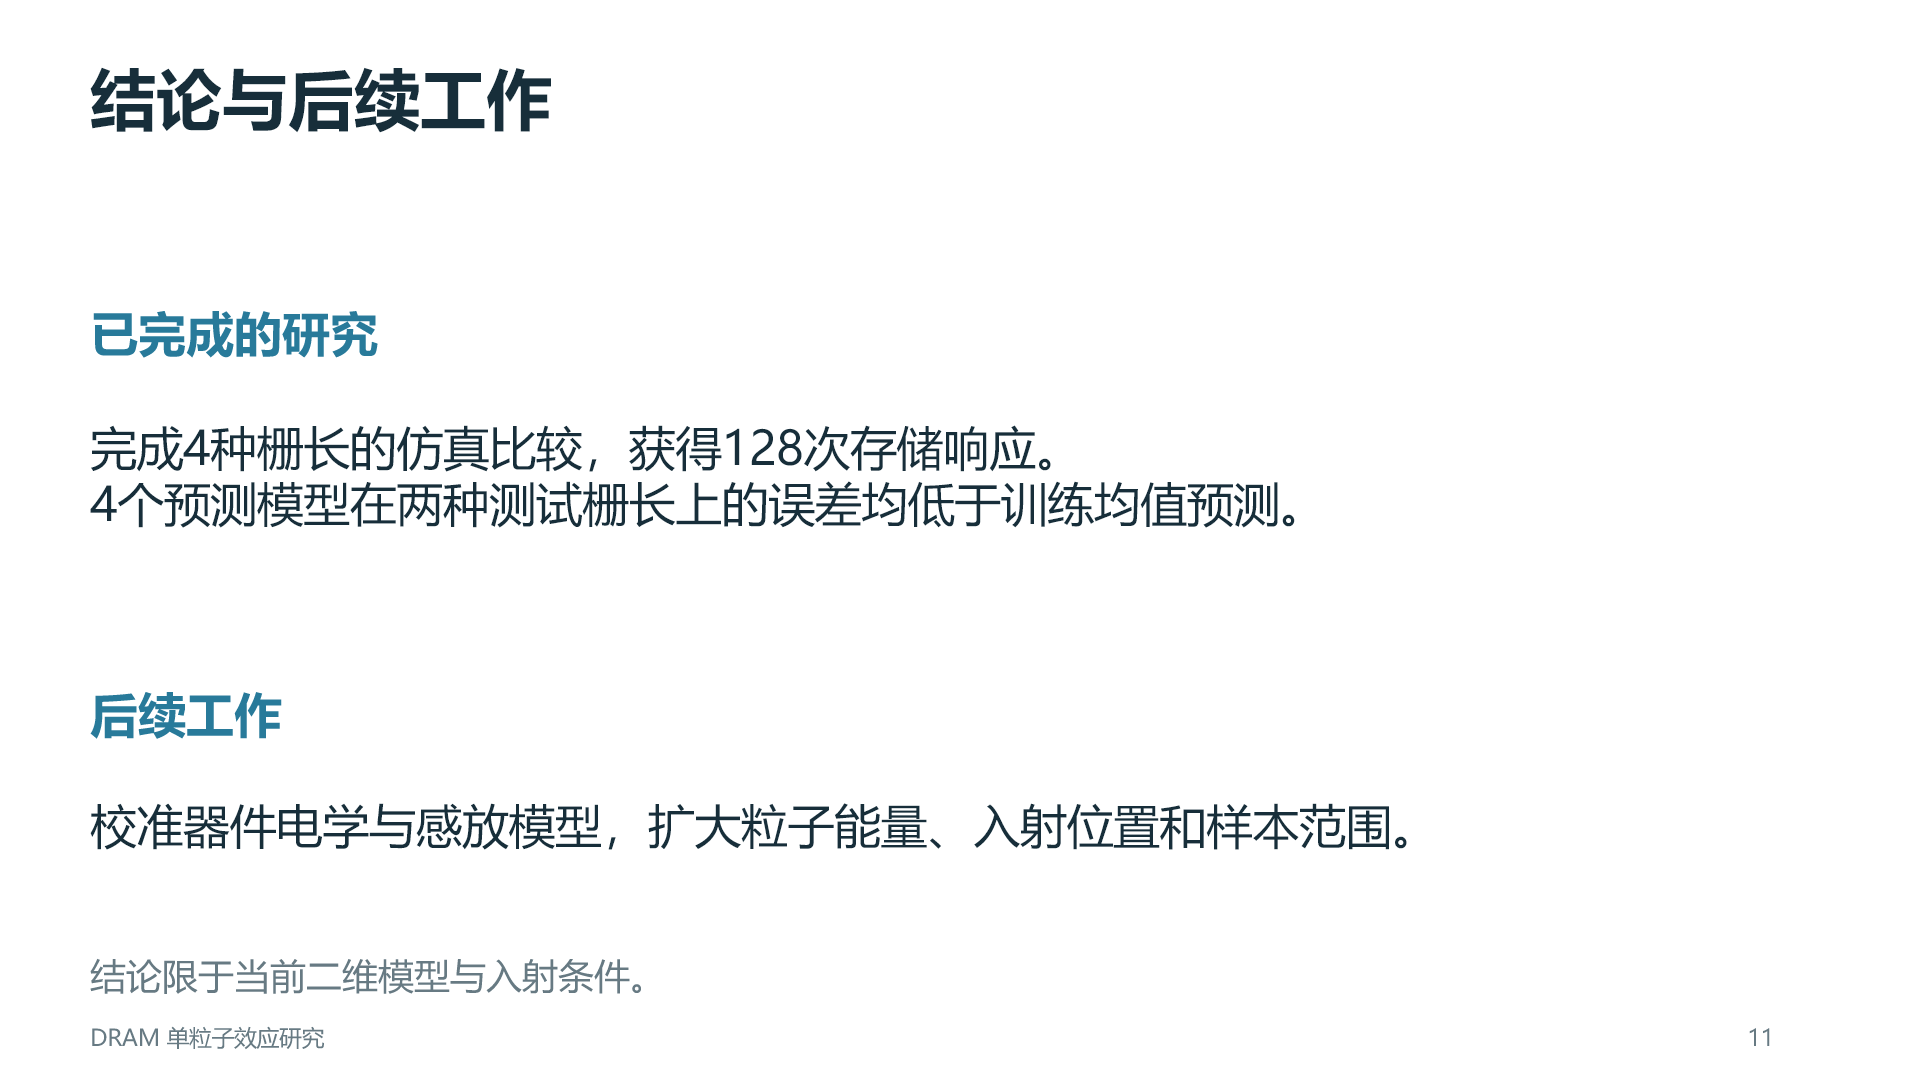 结论与后续工作
已完成的研究
完成4种栅长的仿真比较，获得128次存储响应。
4个预测模型在两种测试栅长上的误差均低于训练均值预测。
后续工作
校准器件电学与感放模型，扩大粒子能量、入射位置和样本范围。
结论限于当前二维模型与入射条件。
DRAM 单粒子效应研究
11